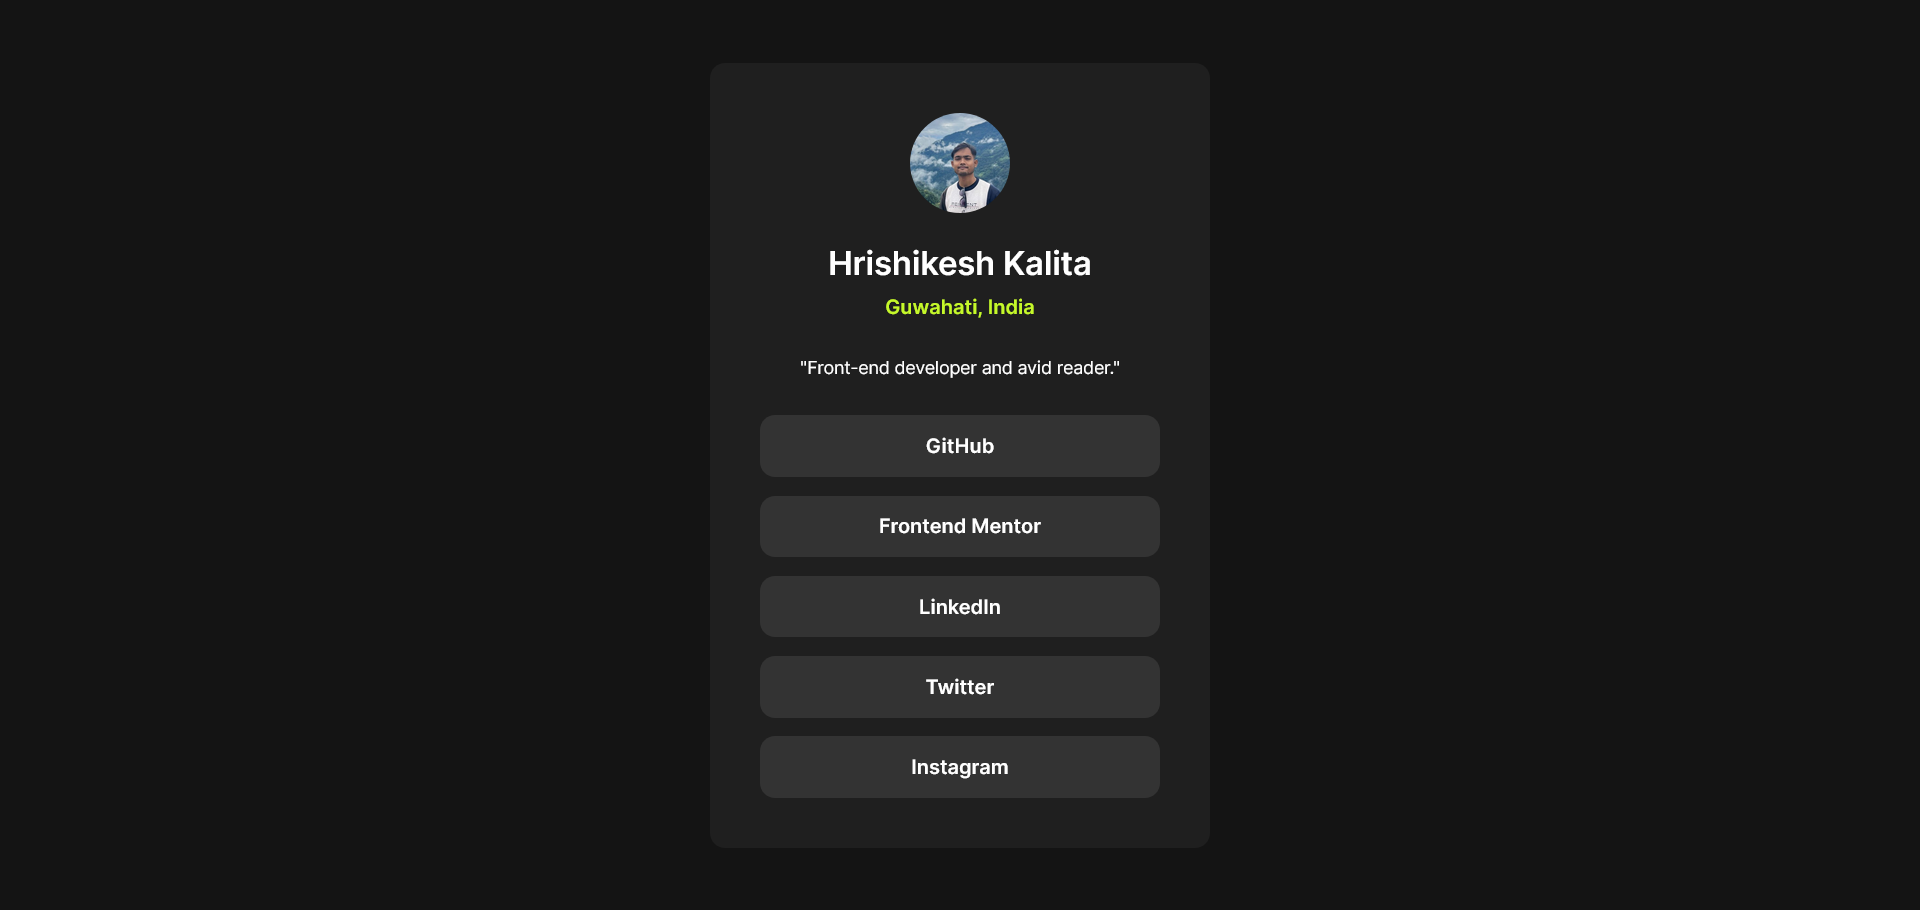 Hrishikesh Kalita
Guwahati, India
"Front-end developer and avid reader."
GitHub
Frontend Mentor
LinkedIn
Twitter
Instagram